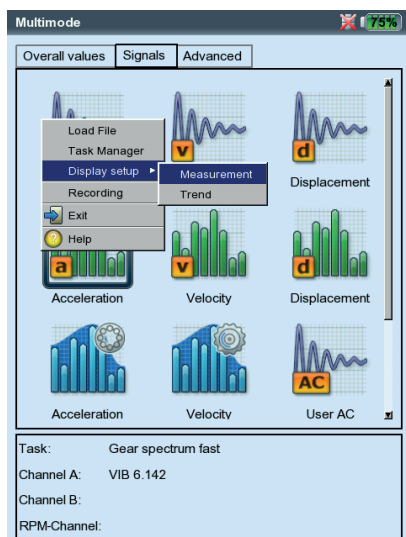 Multimode
75%
Overall values Signals Advanced
Load File
Task Manager
Display setup
Recording
Exit
Help
Measurement
Trend
v
d
Displacement
a
v
d
Acceleration Velocity Displacement
AC
Acceleration Velocity User AC
Task: Gear spectrum fast
Channel A: VIB 6.142
Channel B:
RPM-Channel: